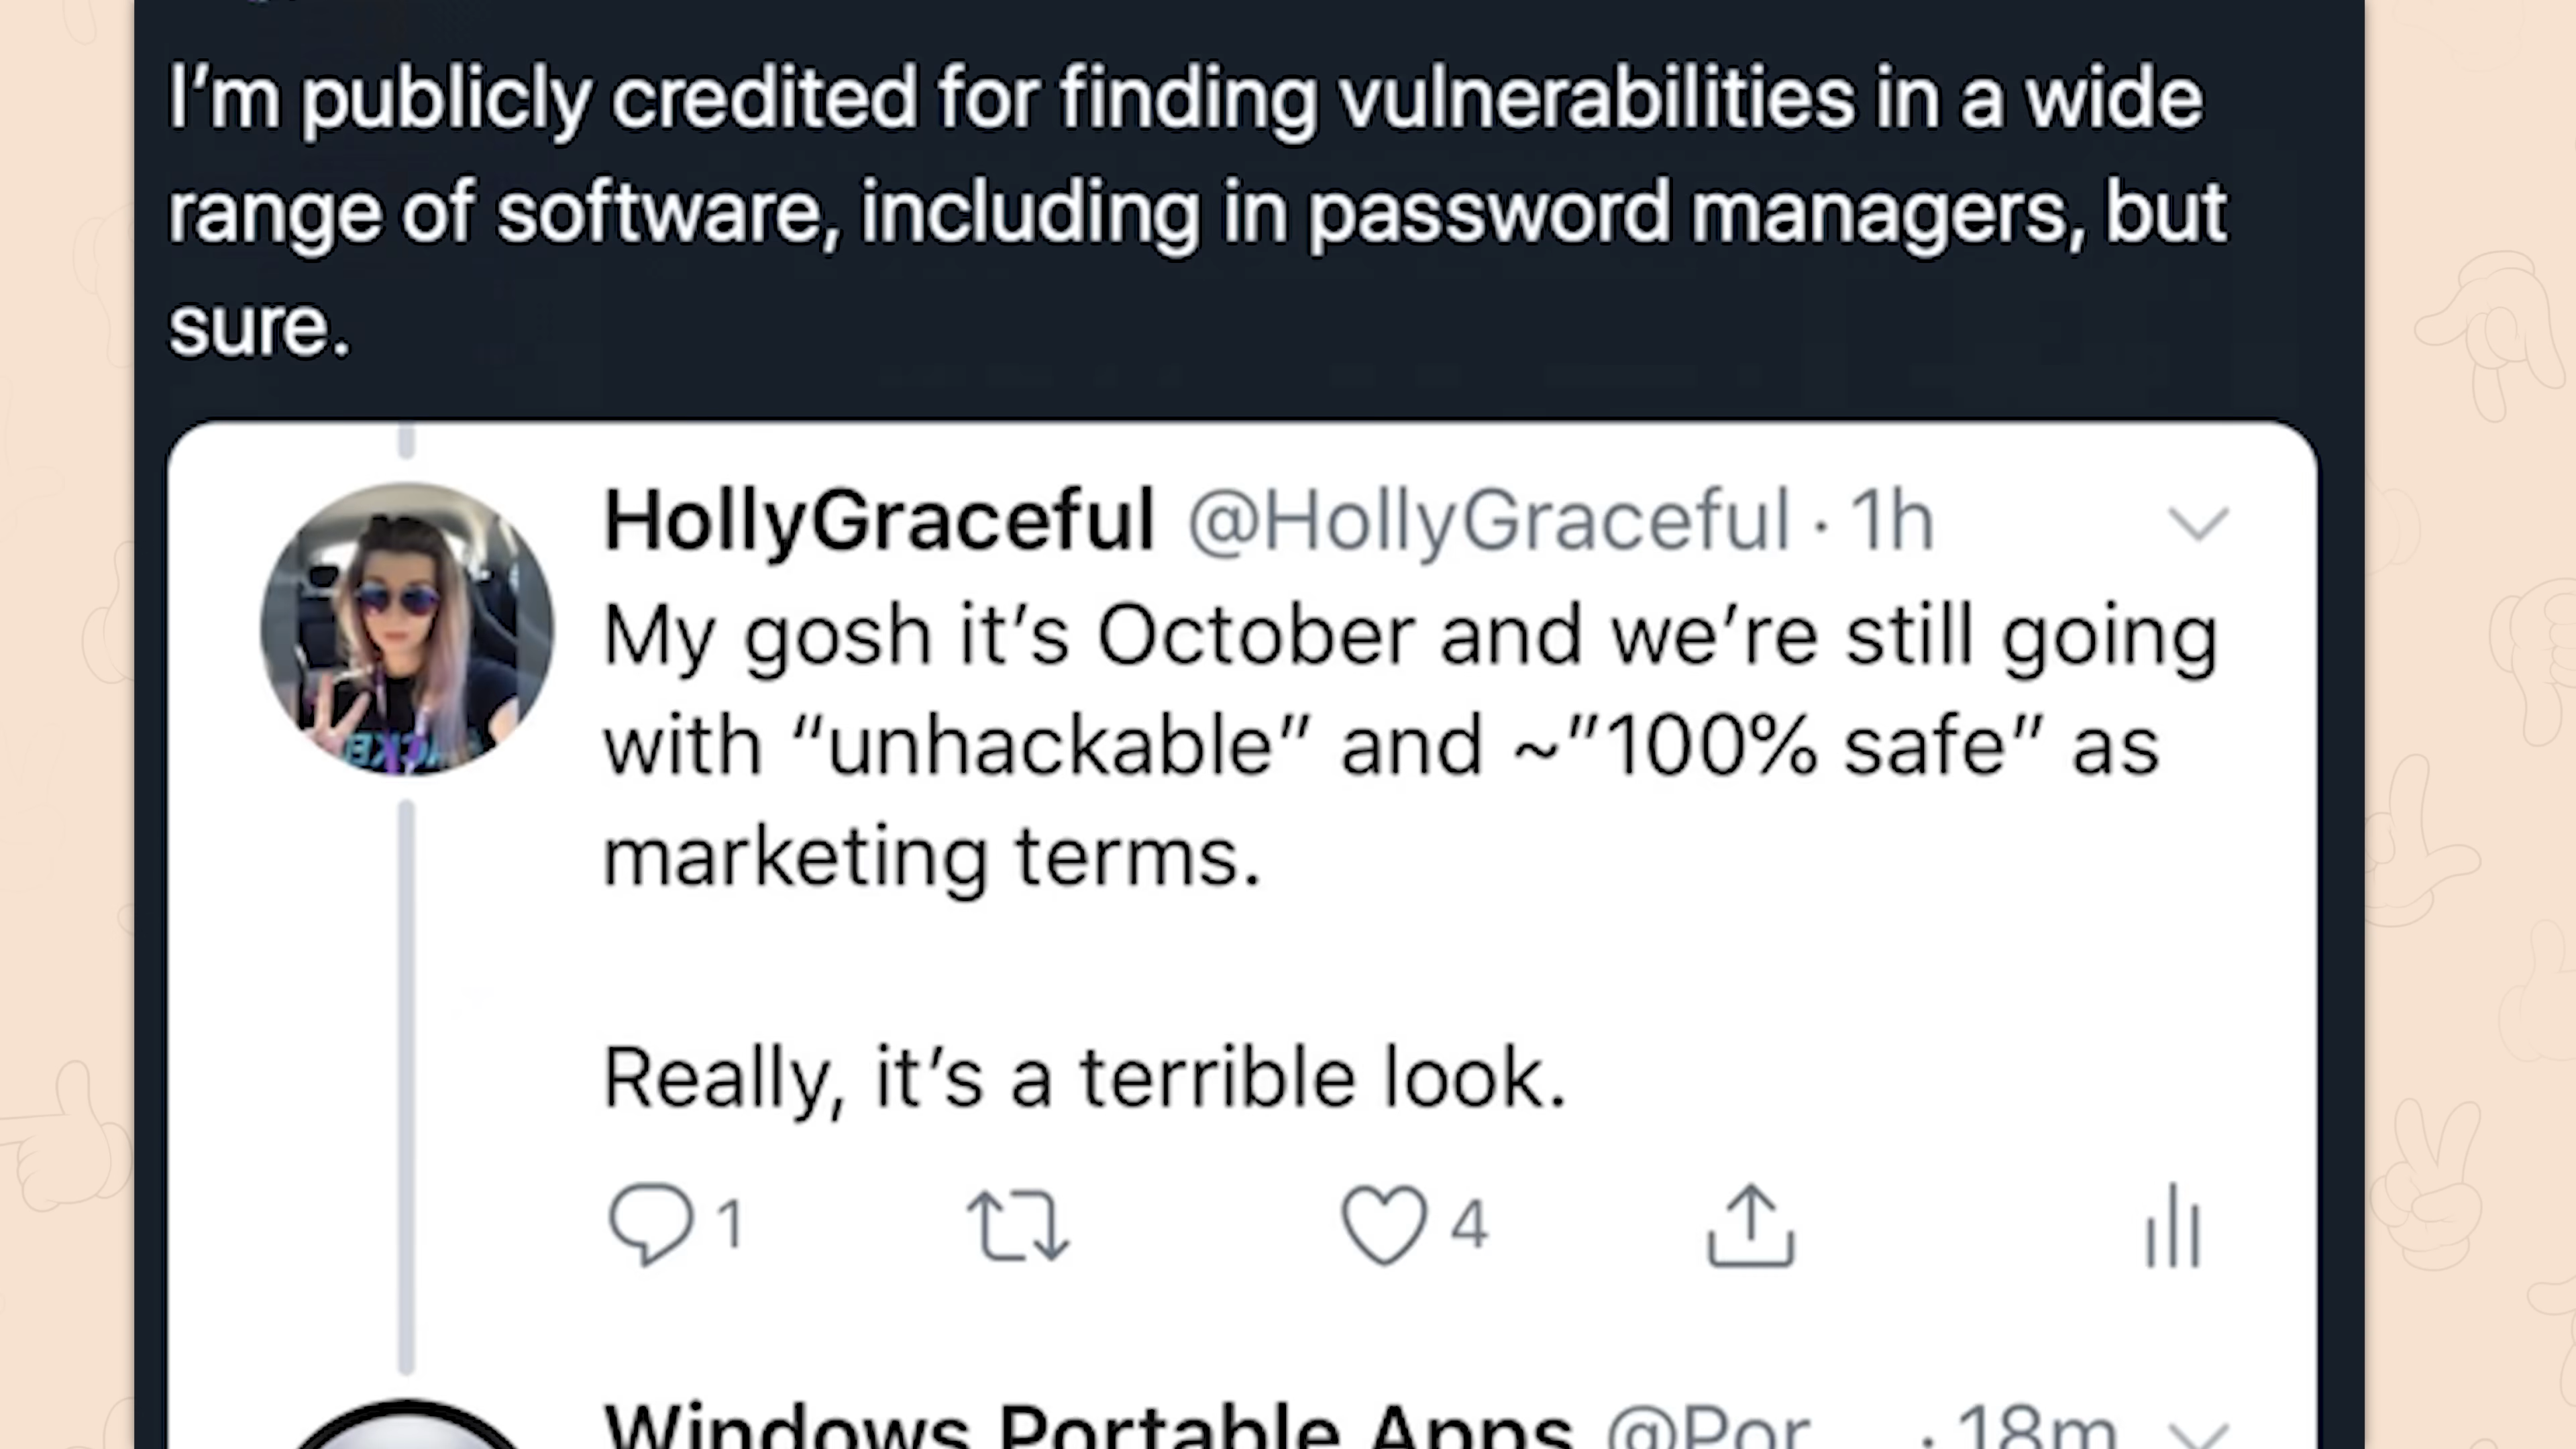 I'm publicly credited for finding vulnerabilities in a wide
range of software, including in password managers, but
sure.
HollyGraceful @HollyGraceful · 1h
My gosh it's October and we're still going
with “unhackable” and ~”100% safe” as
marketing terms.
Really, it's a terrible look.
1 4
Windows Portable Apps @Por · 18m